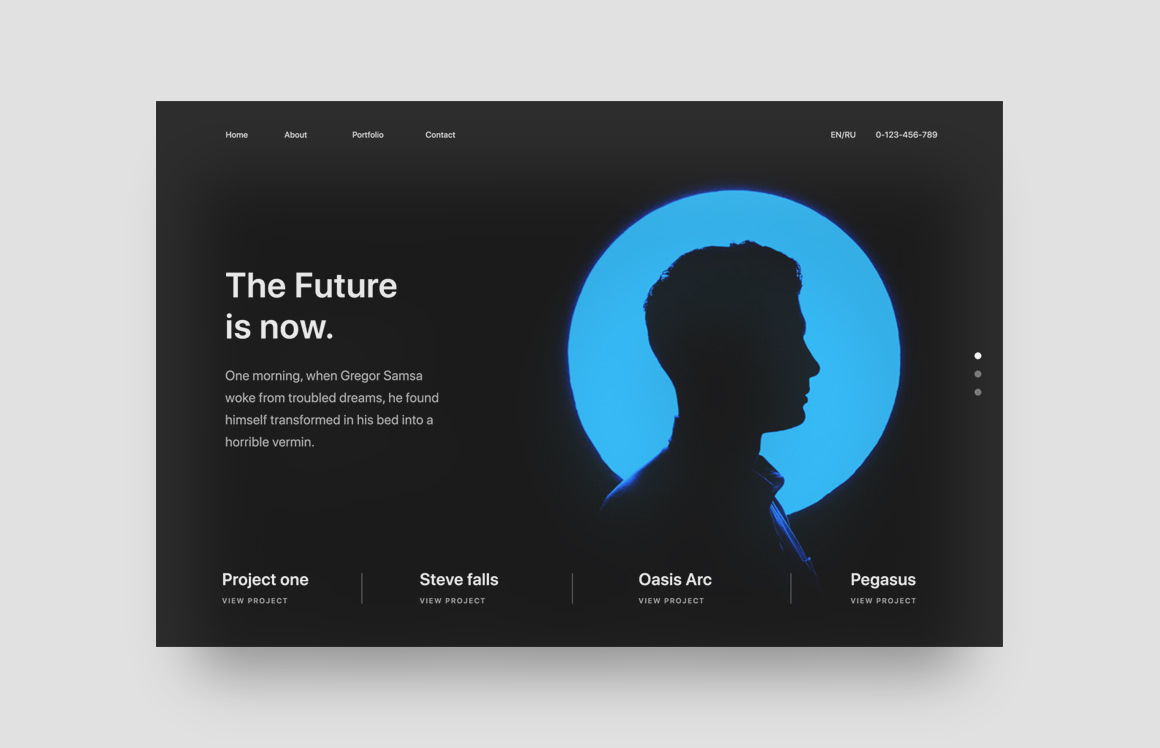 Home About Portfolio Contact EN/RU 0-123-456-789
The Future
is now.
One morning, when Gregor Samsa
woke from troubled dreams, he found
himself transformed in his bed into a
horrible vermin.
Project one Steve falls Oasis Arc Pegasus
VIEW PROJECT VIEW PROJECT VIEW PROJECT VIEW PROJECT